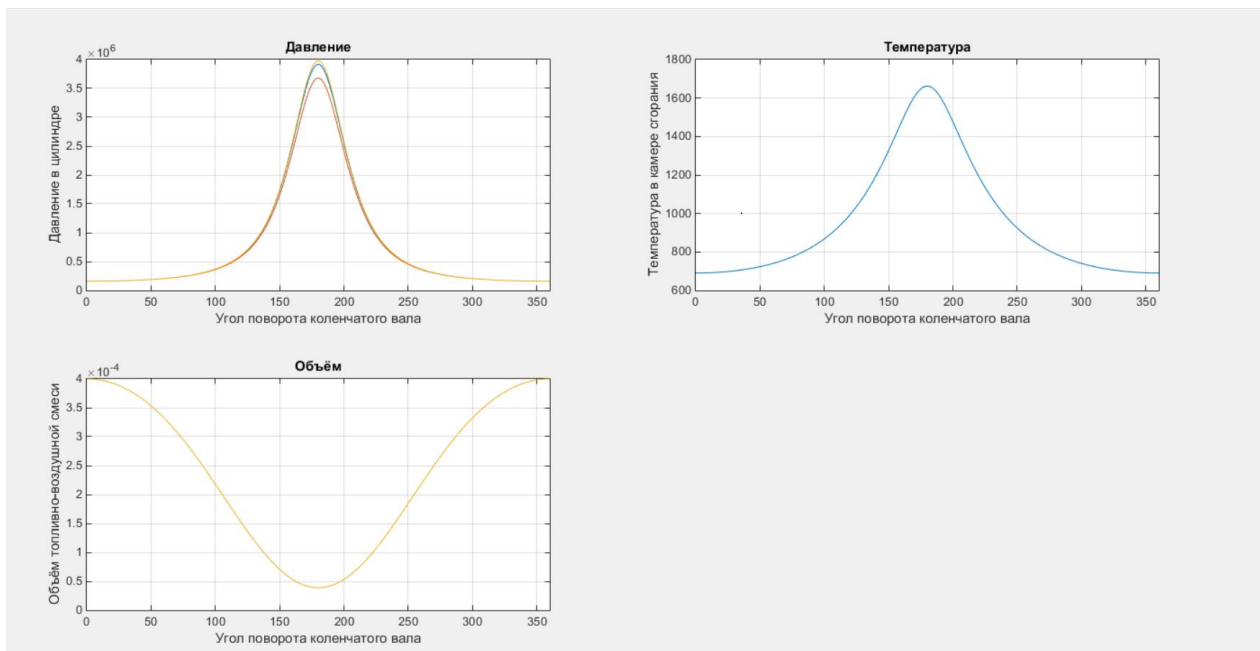 Давление
×10^6
4
3.5
3
2.5
2
1.5
1
0.5
0
Давление в цилиндре
0 50 100 150 200 250 300 350
Угол поворота коленчатого вала
Температура
1800
1600
1400
1200
1000
800
600
Температура в камере сгорания
0 50 100 150 200 250 300 350
Угол поворота коленчатого вала
Объём
×10^-4
4
3.5
3
2.5
2
1.5
1
0.5
0
Объём топливно-воздушной смеси
0 50 100 150 200 250 300 350
Угол поворота коленчатого вала